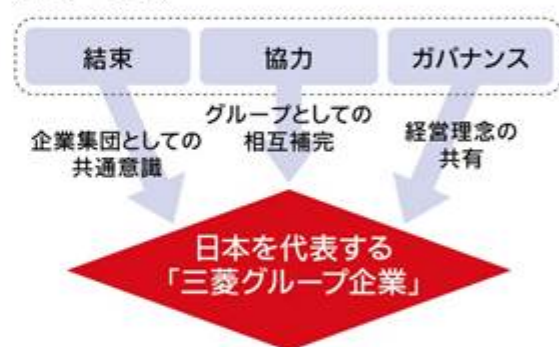 結束
協力
ガバナンス
企業集団としての
共通意識
グループとしての
相互補完
経営理念の
共有
日本を代表する
「三菱グループ企業」